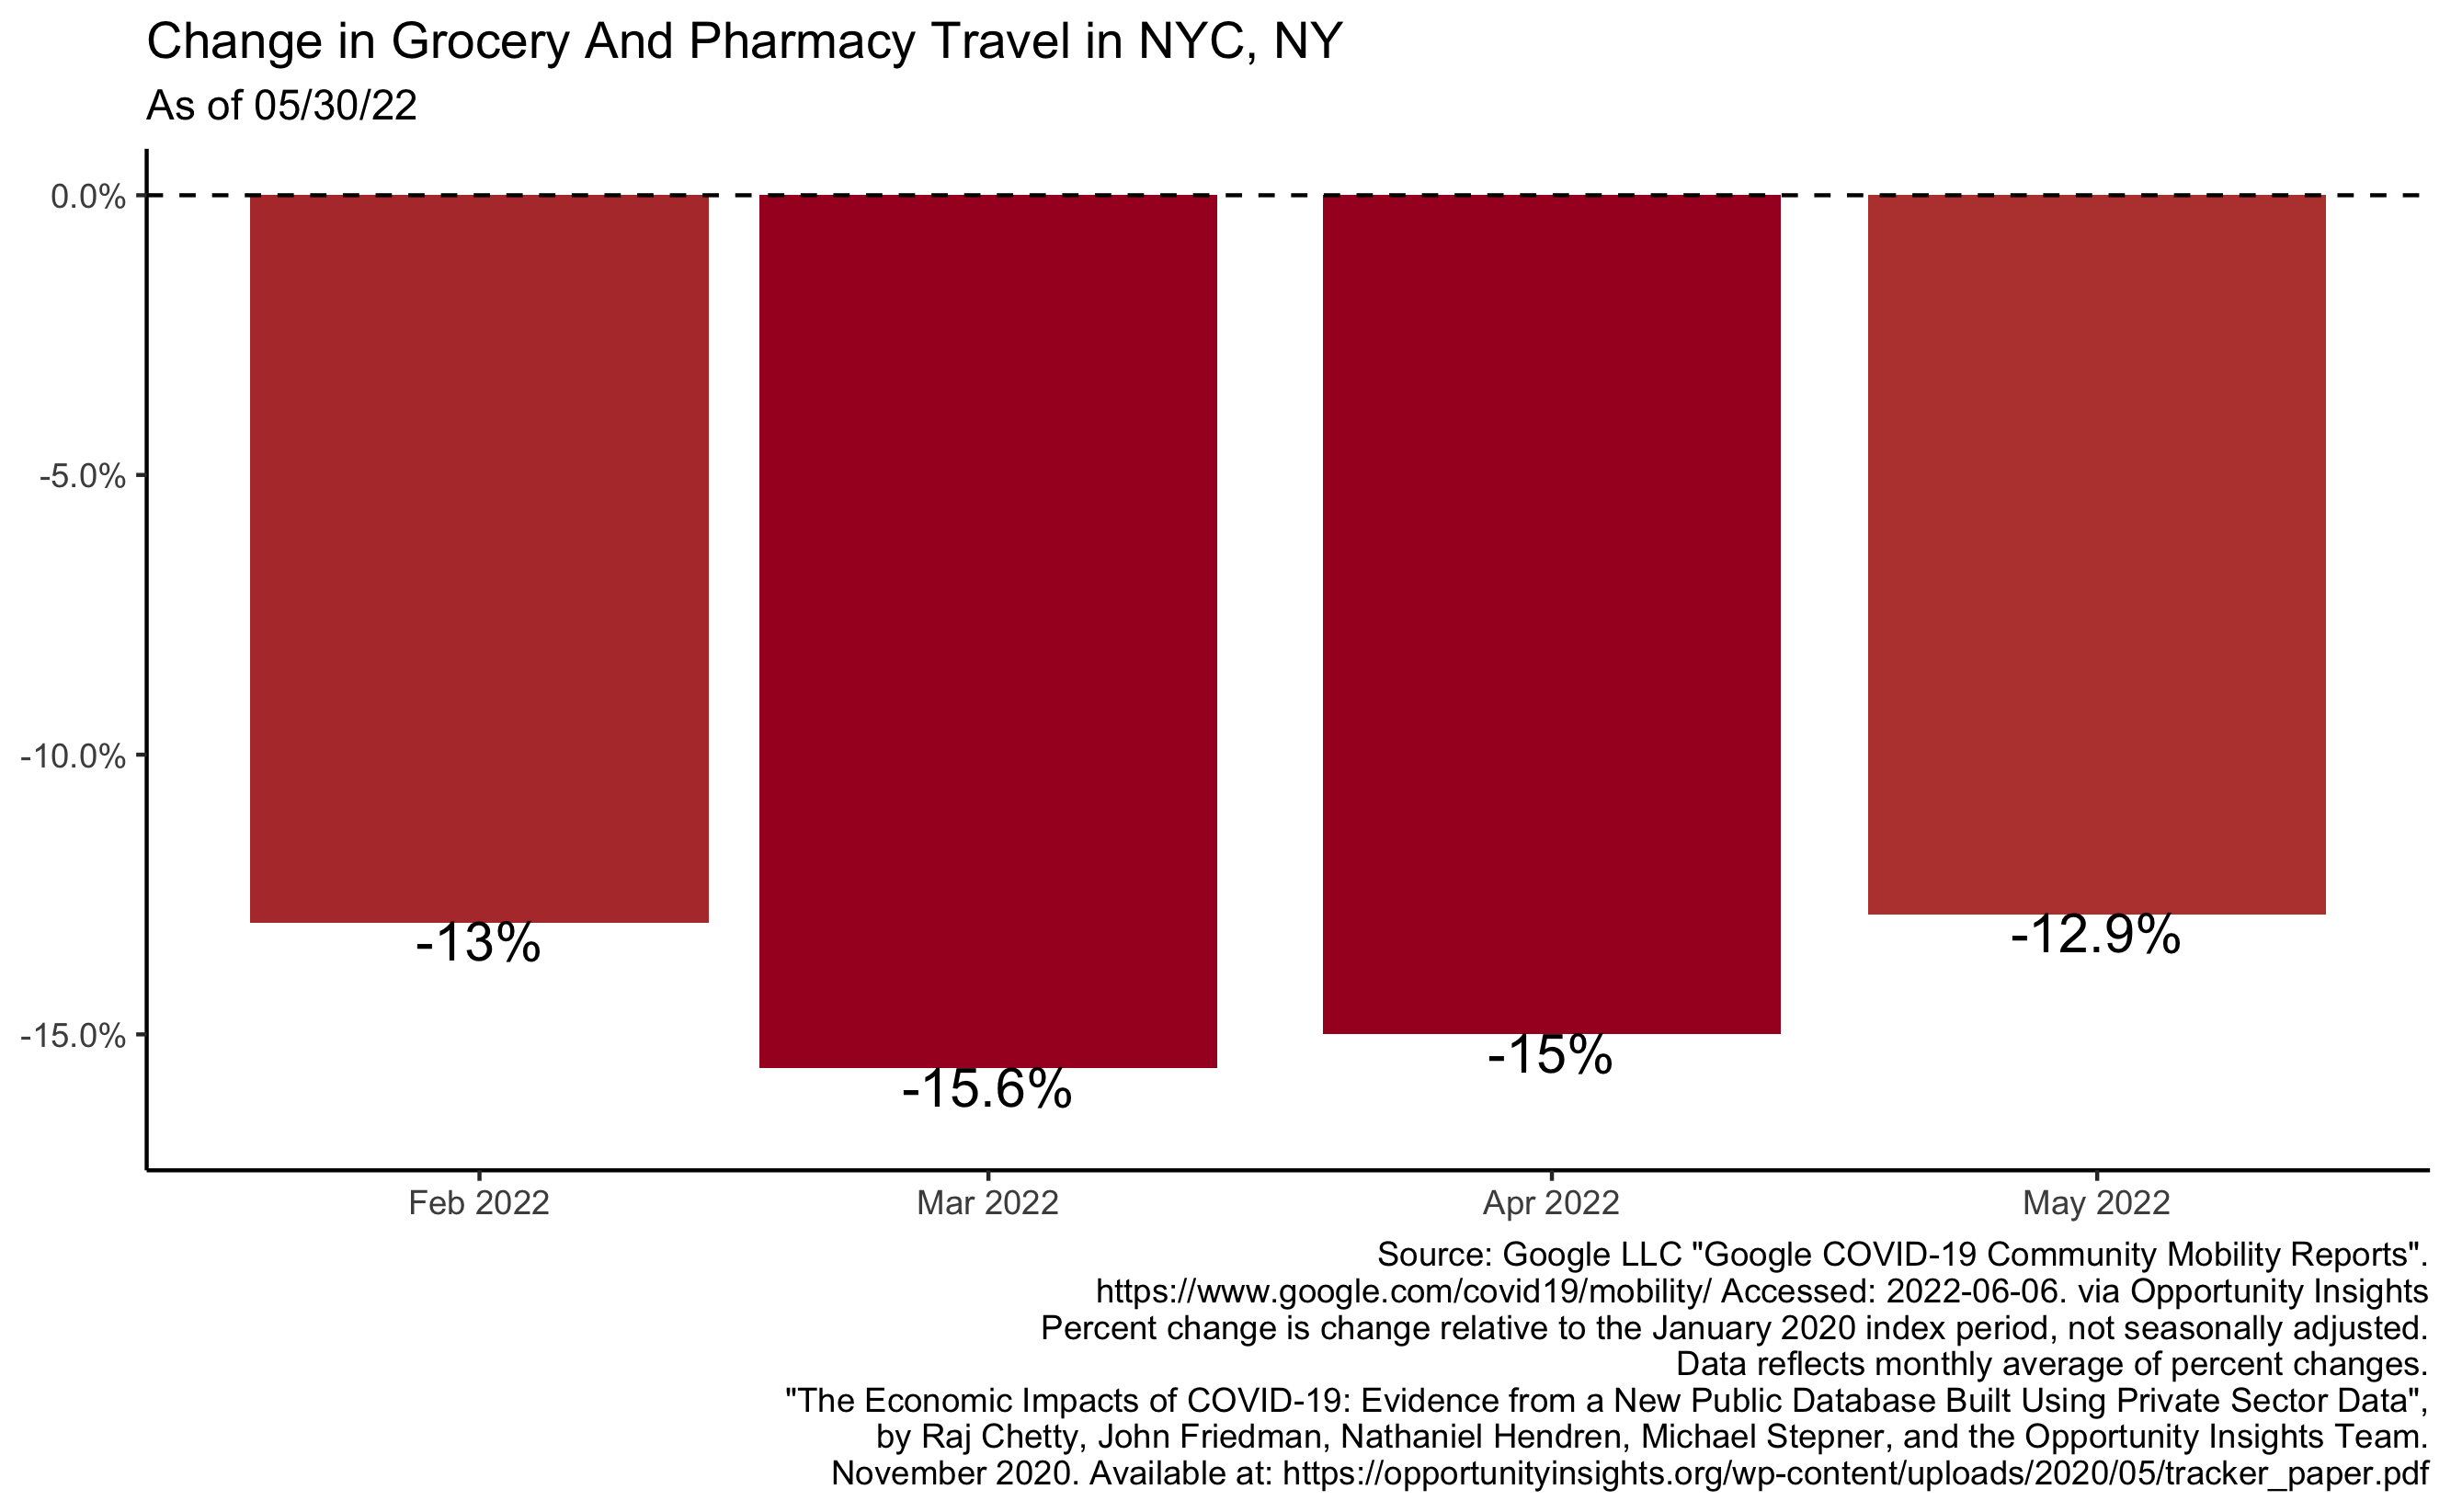 Change in Grocery And Pharmacy Travel in NYC, NY
As of 05/30/22
0.0%
-5.0%
-10.0%
-15.0%
-13%
-15.6%
-15%
-12.9%
Feb 2022
Mar 2022
Apr 2022
May 2022
Source: Google LLC "Google COVID-19 Community Mobility Reports".
https://www.google.com/covid19/mobility/ Accessed: 2022-06-06. via Opportunity Insights
Percent change is change relative to the January 2020 index period, not seasonally adjusted.
Data reflects monthly average of percent changes.
"The Economic Impacts of COVID-19: Evidence from a New Public Database Built Using Private Sector Data",
by Raj Chetty, John Friedman, Nathaniel Hendren, Michael Stepner, and the Opportunity Insights Team.
November 2020. Available at: https://opportunityinsights.org/wp-content/uploads/2020/05/tracker_paper.pdf